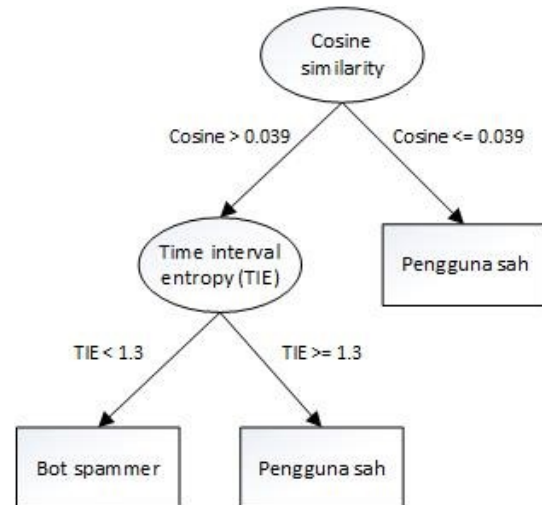 Cosine
similarity
Cosine > 0.039
Cosine <= 0.039
Time interval
entropy (TIE)
Pengguna sah
TIE < 1.3
TIE >= 1.3
Bot spammer
Pengguna sah